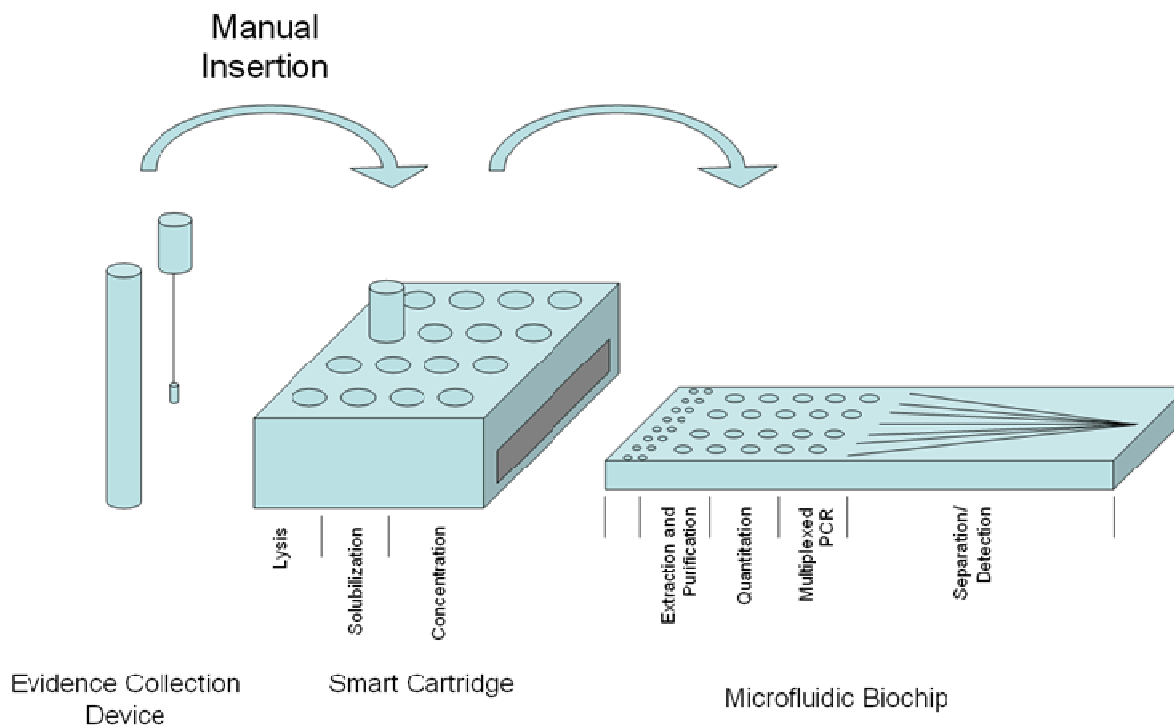 Manual
Insertion
Lysis
Solubilization
Concentration
Extraction and
Purification
Quantitation
Multiplexed
PCR
Separation/
Detection
Evidence Collection
Device
Smart Cartridge
Microfluidic Biochip